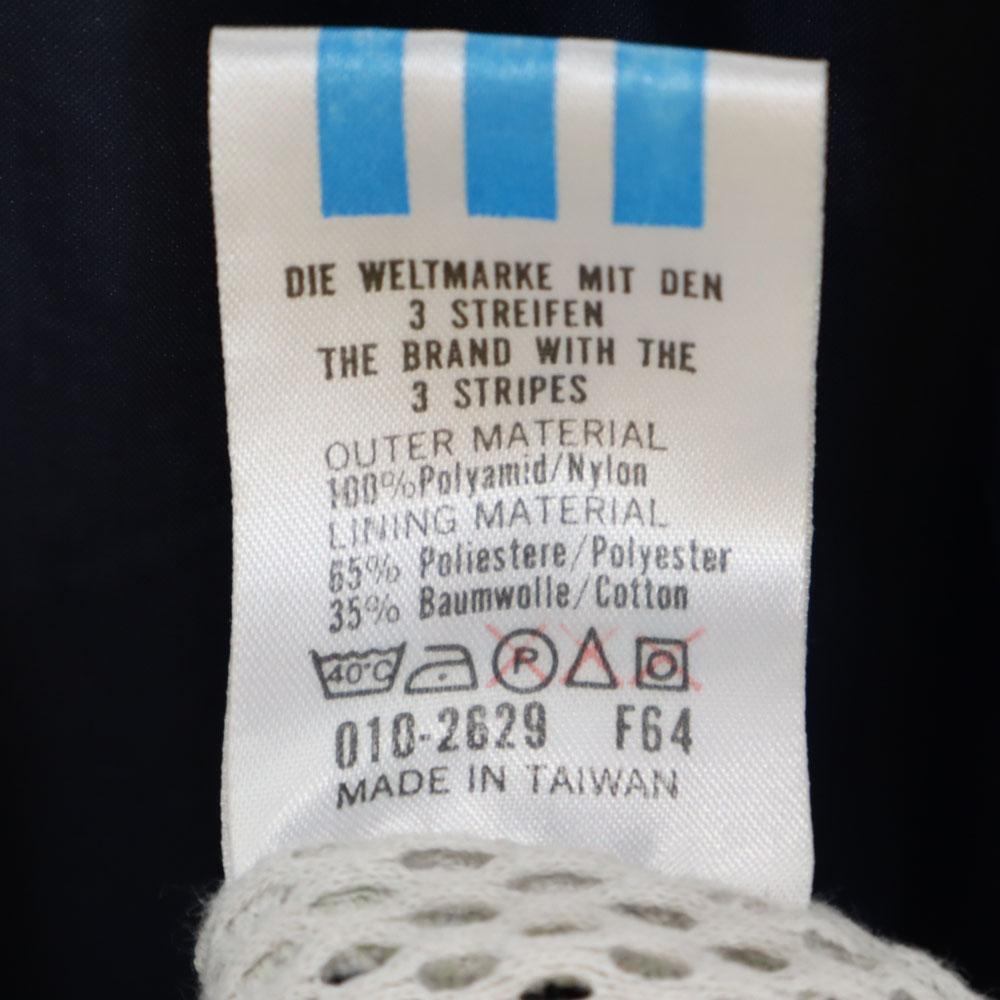 DIE WELTMARKE MIT DEN
3 STREIFEN
THE BRAND WITH THE
3 STRIPES
OUTER MATERIAL
100% Polyamid/Nylon
LINING MATERIAL
65% Poliestere/Polyester
35% Baumwolle/Cotton
40°C P
010-2629 F64
MADE IN TAIWAN